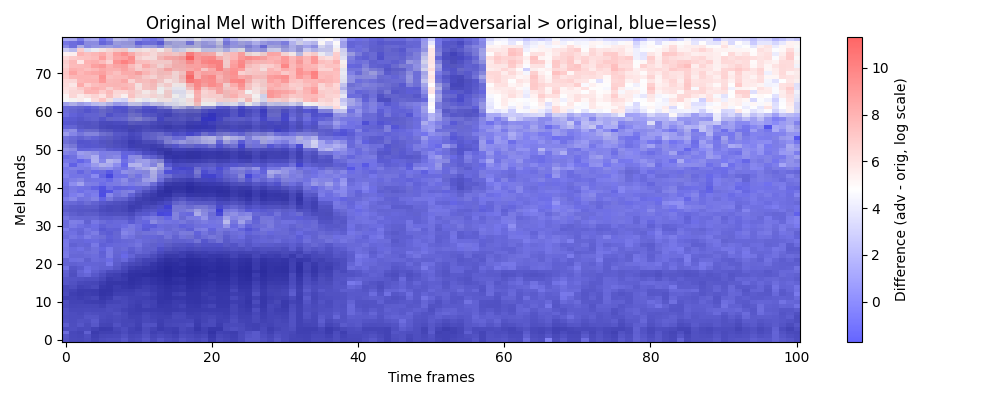 Original Mel with Differences (red=adversarial > original, blue=less)
Mel bands
70
60
50
40
30
20
10
0
0 20 40 60 80 100
Time frames
10
8
6
4
2
0
Difference (adv - orig, log scale)